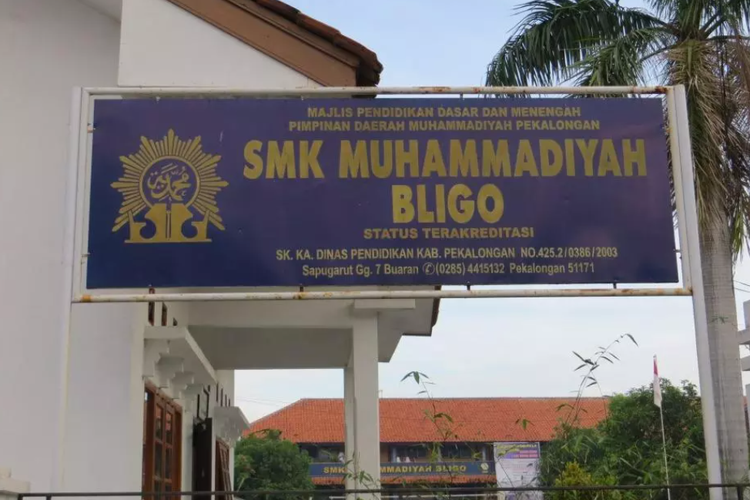 MAJLIS PENDIDIKAN DASAR DAN MENENGAH
PIMPINAN DAERAH MUHAMMADIYAH PEKALONGAN
SMK MUHAMMADIYAH
BLIGO
STATUS TERAKREDITASI
SK. KA. DINAS PENDIDIKAN KAB. PEKALONGAN NO.425.2/0386/2003
Sapugarut Gg. 7 Buaran ✆(0285) 4415132 Pekalongan 51171
SMK MUHAMMADIYAH BLIGO